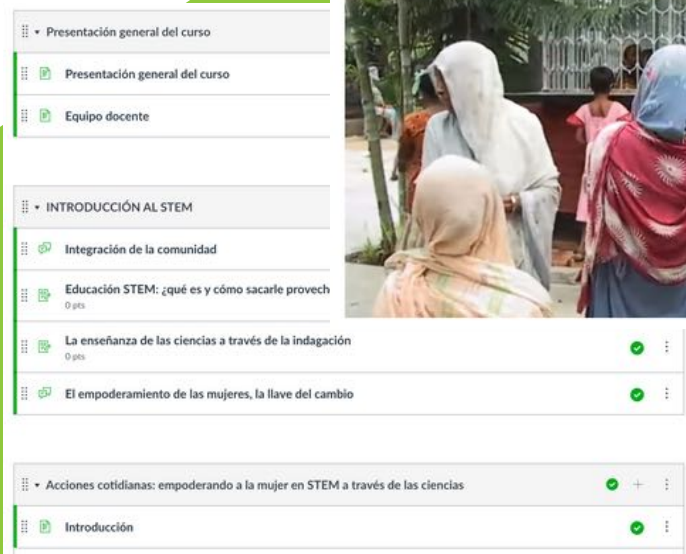 Presentación general del curso
Presentación general del curso
Equipo docente
INTRODUCCIÓN AL STEM
Integración de la comunidad
Educación STEM: ¿qué es y cómo sacarle provech
0 pts
La enseñanza de las ciencias a través de la indagación
0 pts
El empoderamiento de las mujeres, la llave del cambio
Acciones cotidianas: empoderando a la mujer en STEM a través de las ciencias
Introducción